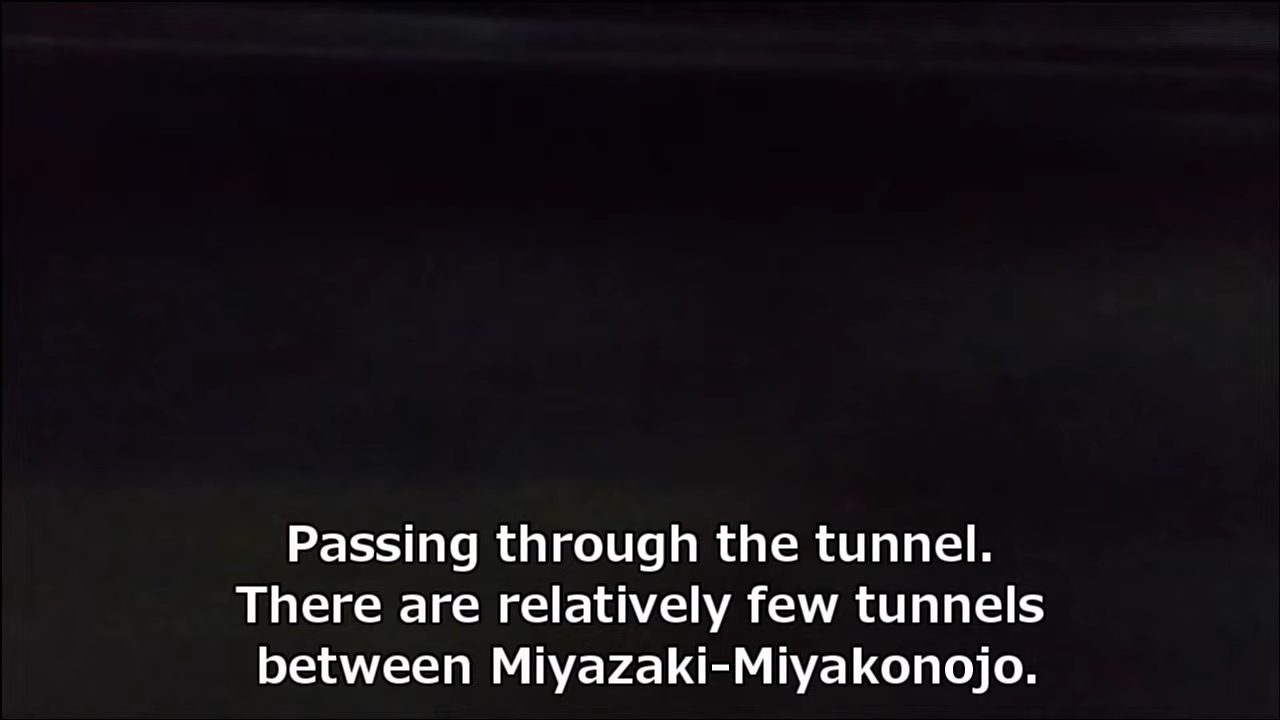 Passing through the tunnel.
There are relatively few tunnels
between Miyazaki-Miyakonojo.